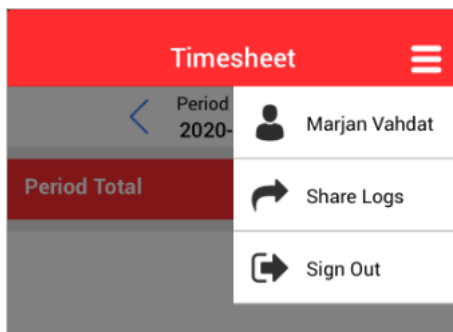 Timesheet
Period
2020-
Marjan Vahdat
Period Total
Share Logs
Sign Out